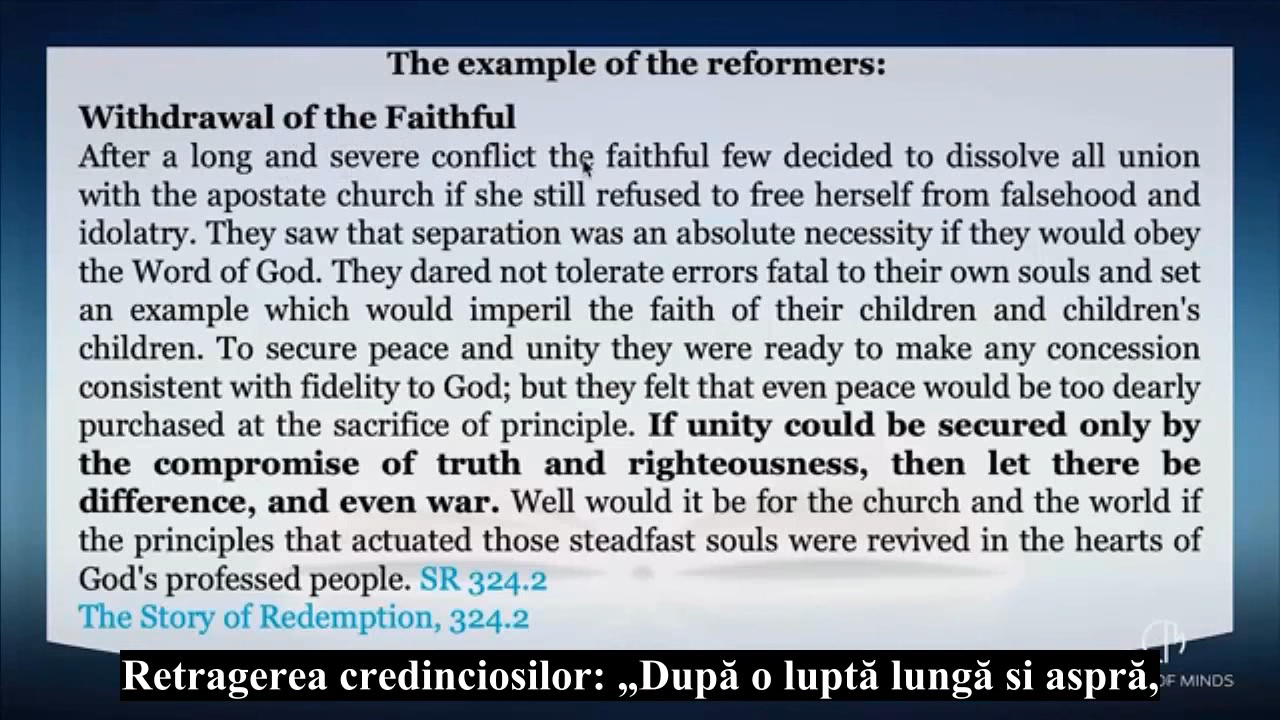 The example of the reformers:
Withdrawal of the Faithful
After a long and severe conflict the faithful few decided to dissolve all union
with the apostate church if she still refused to free herself from falsehood and
idolatry. They saw that separation was an absolute necessity if they would obey
the Word of God. They dared not tolerate errors fatal to their own souls and set
an example which would imperil the faith of their children and children's
children. To secure peace and unity they were ready to make any concession
consistent with fidelity to God; but they felt that even peace would be too dearly
purchased at the sacrifice of principle. If unity could be secured only by
the compromise of truth and righteousness, then let there be
difference, and even war. Well would it be for the church and the world if
the principles that actuated those steadfast souls were revived in the hearts of
God's professed people. SR 324.2
The Story of Redemption, 324.2
Retragerea credinciosilor: „După o luptă lungă si aspră,
OF MINDS